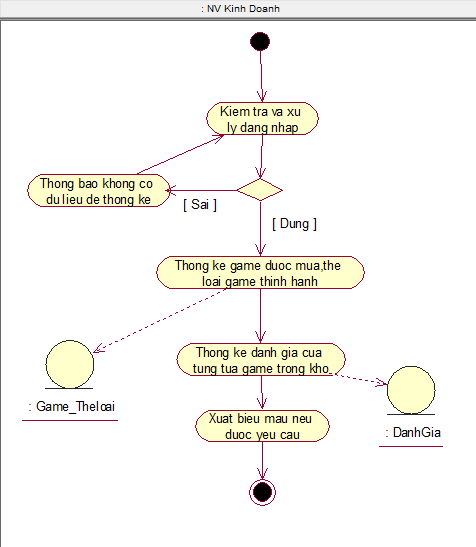 : NV Kinh Doanh
Kiem tra va xu
ly dang nhap
Thong bao khong co
du lieu de thong ke
[ Sai ]
[ Dung ]
Thong ke game duoc mua,the
loai game thinh hanh
Thong ke danh gia cua
tung tua game trong kho
: Game_Theloai
: DanhGia
Xuat bieu mau neu
duoc yeu cau